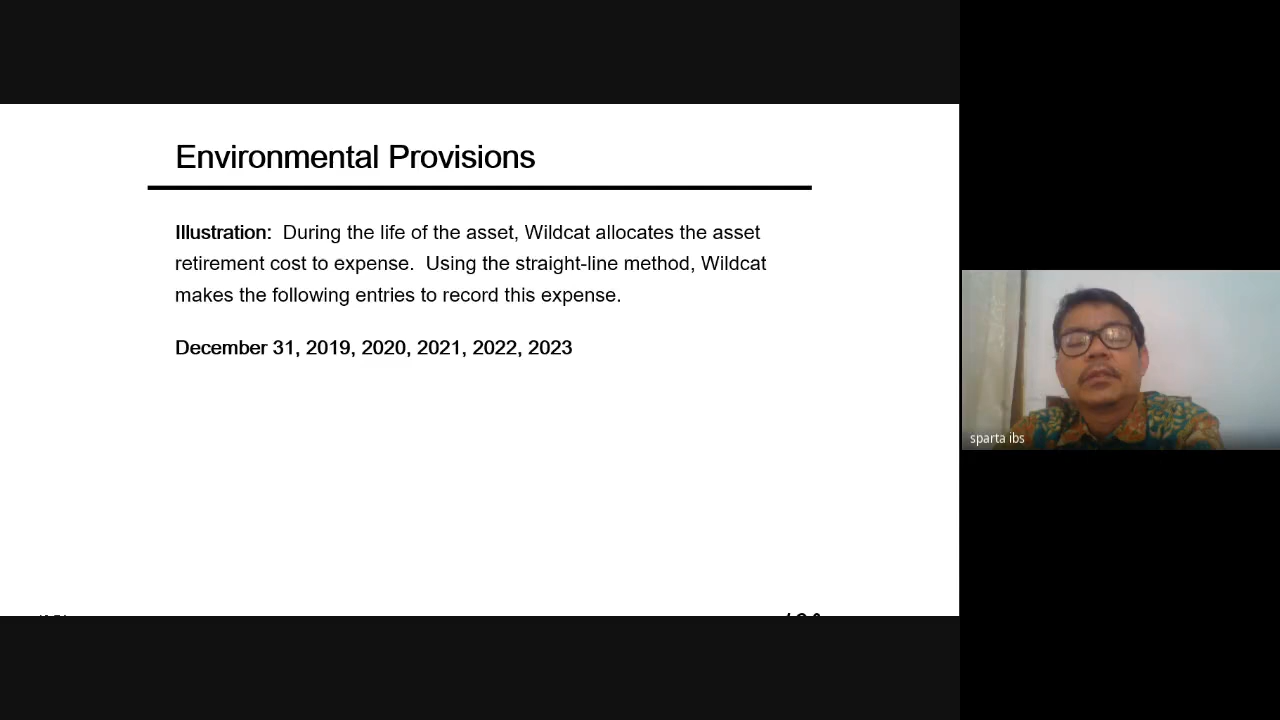 Environmental Provisions
Illustration: During the life of the asset, Wildcat allocates the asset
retirement cost to expense. Using the straight-line method, Wildcat
makes the following entries to record this expense.
December 31, 2019, 2020, 2021, 2022, 2023
sparta ibs